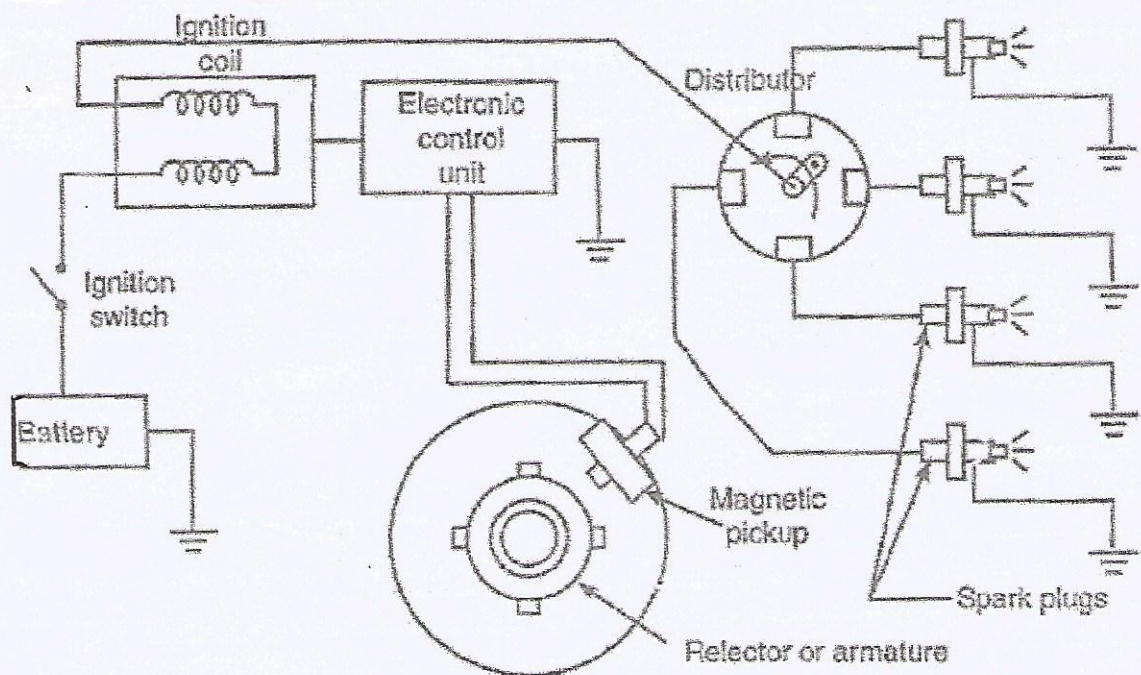 Ignition
coil
Electronic
control
unit
Distributor
Ignition
switch
Battery
Magnetic
pickup
Spark plugs
Relector or armature